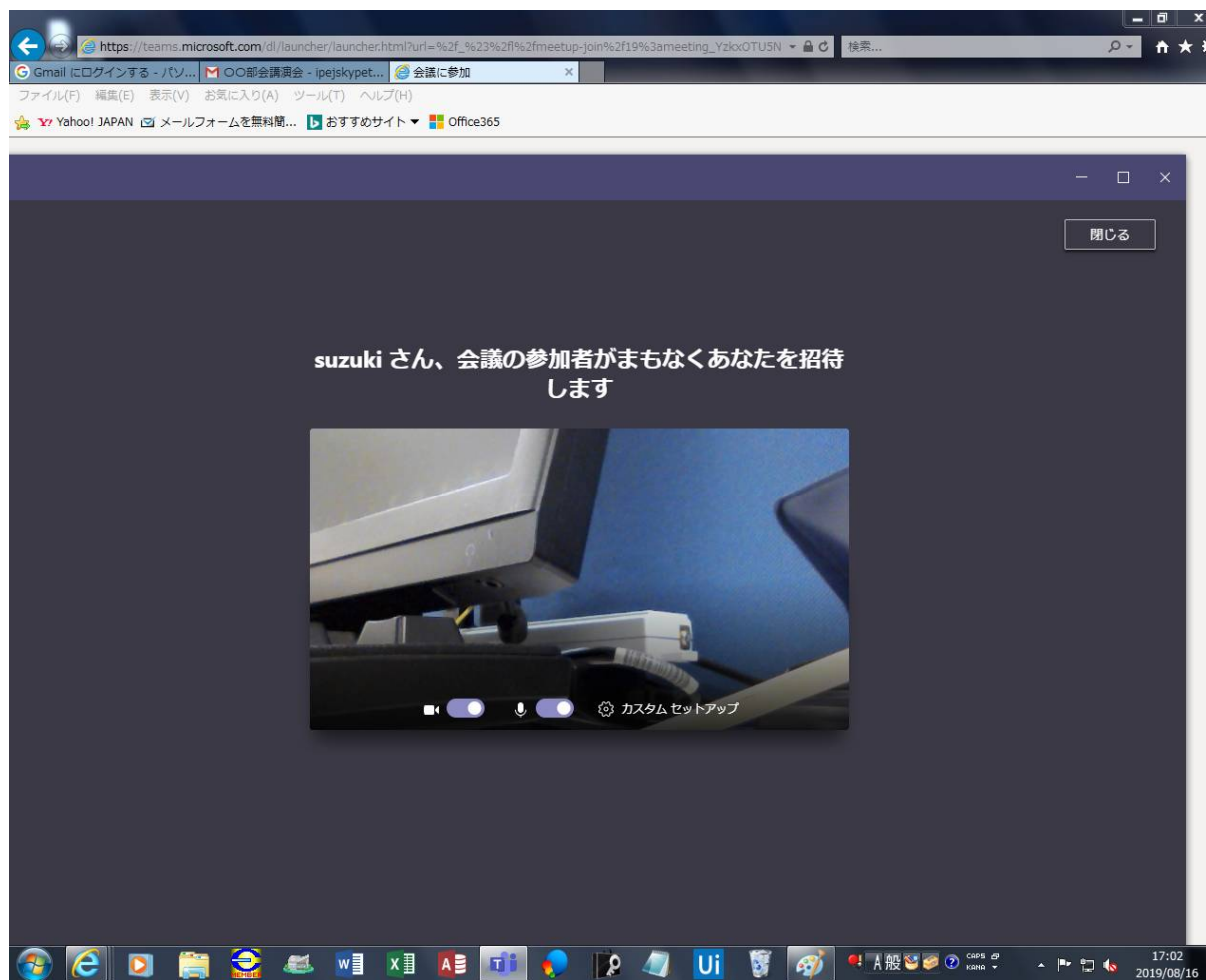 https://teams.microsoft.com/dl/launcher/launcher.html?url=%2f_%23%2fl%2fmeetup-join%2f19%3ameeting_YzkxOTU5N
検索...
Gmail にログインする - パソ...
〇〇部会講演会 - ipejskypet...
会議に参加
ファイル(F) 編集(E) 表示(V) お気に入り(A) ツール(T) ヘルプ(H)
Yahoo! JAPAN メールフォームを無料簡... おすすめサイト▼ Office365
閉じる
suzuki さん、会議の参加者がまもなくあなたを招待
します
カスタム セットアップ
A 般
CAPS
KANA
Ui
17:02
2019/08/16